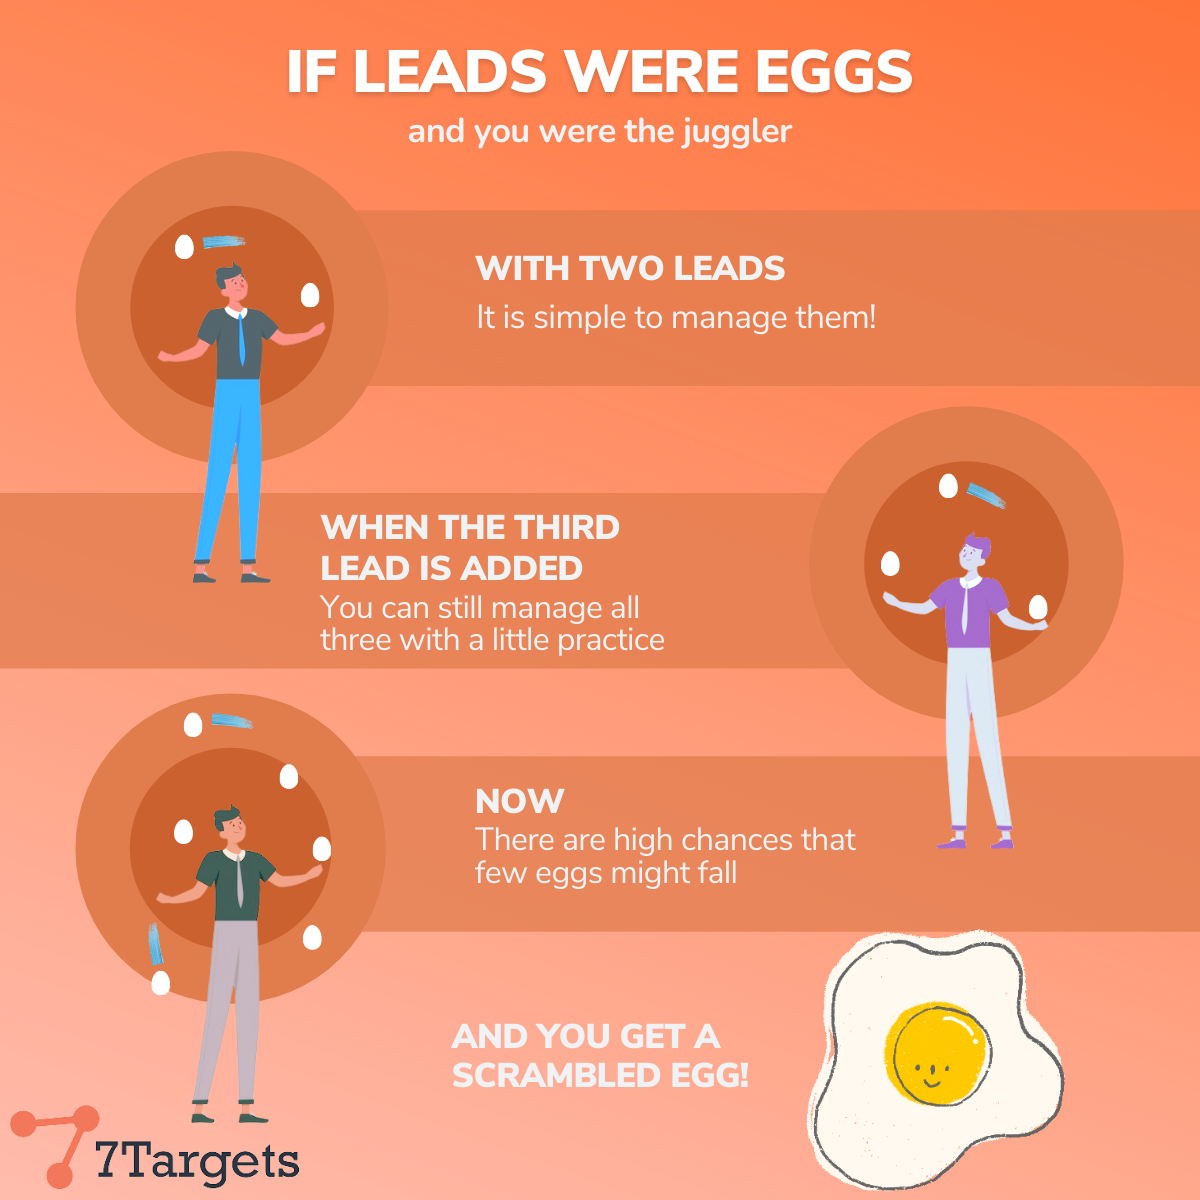 IF LEADS WERE EGGS
and you were the juggler
WITH TWO LEADS
It is simple to manage them!
WHEN THE THIRD
LEAD IS ADDED
You can still manage all
three with a little practice
NOW
There are high chances that
few eggs might fall
AND YOU GET A
SCRAMBLED EGG!
7Targets